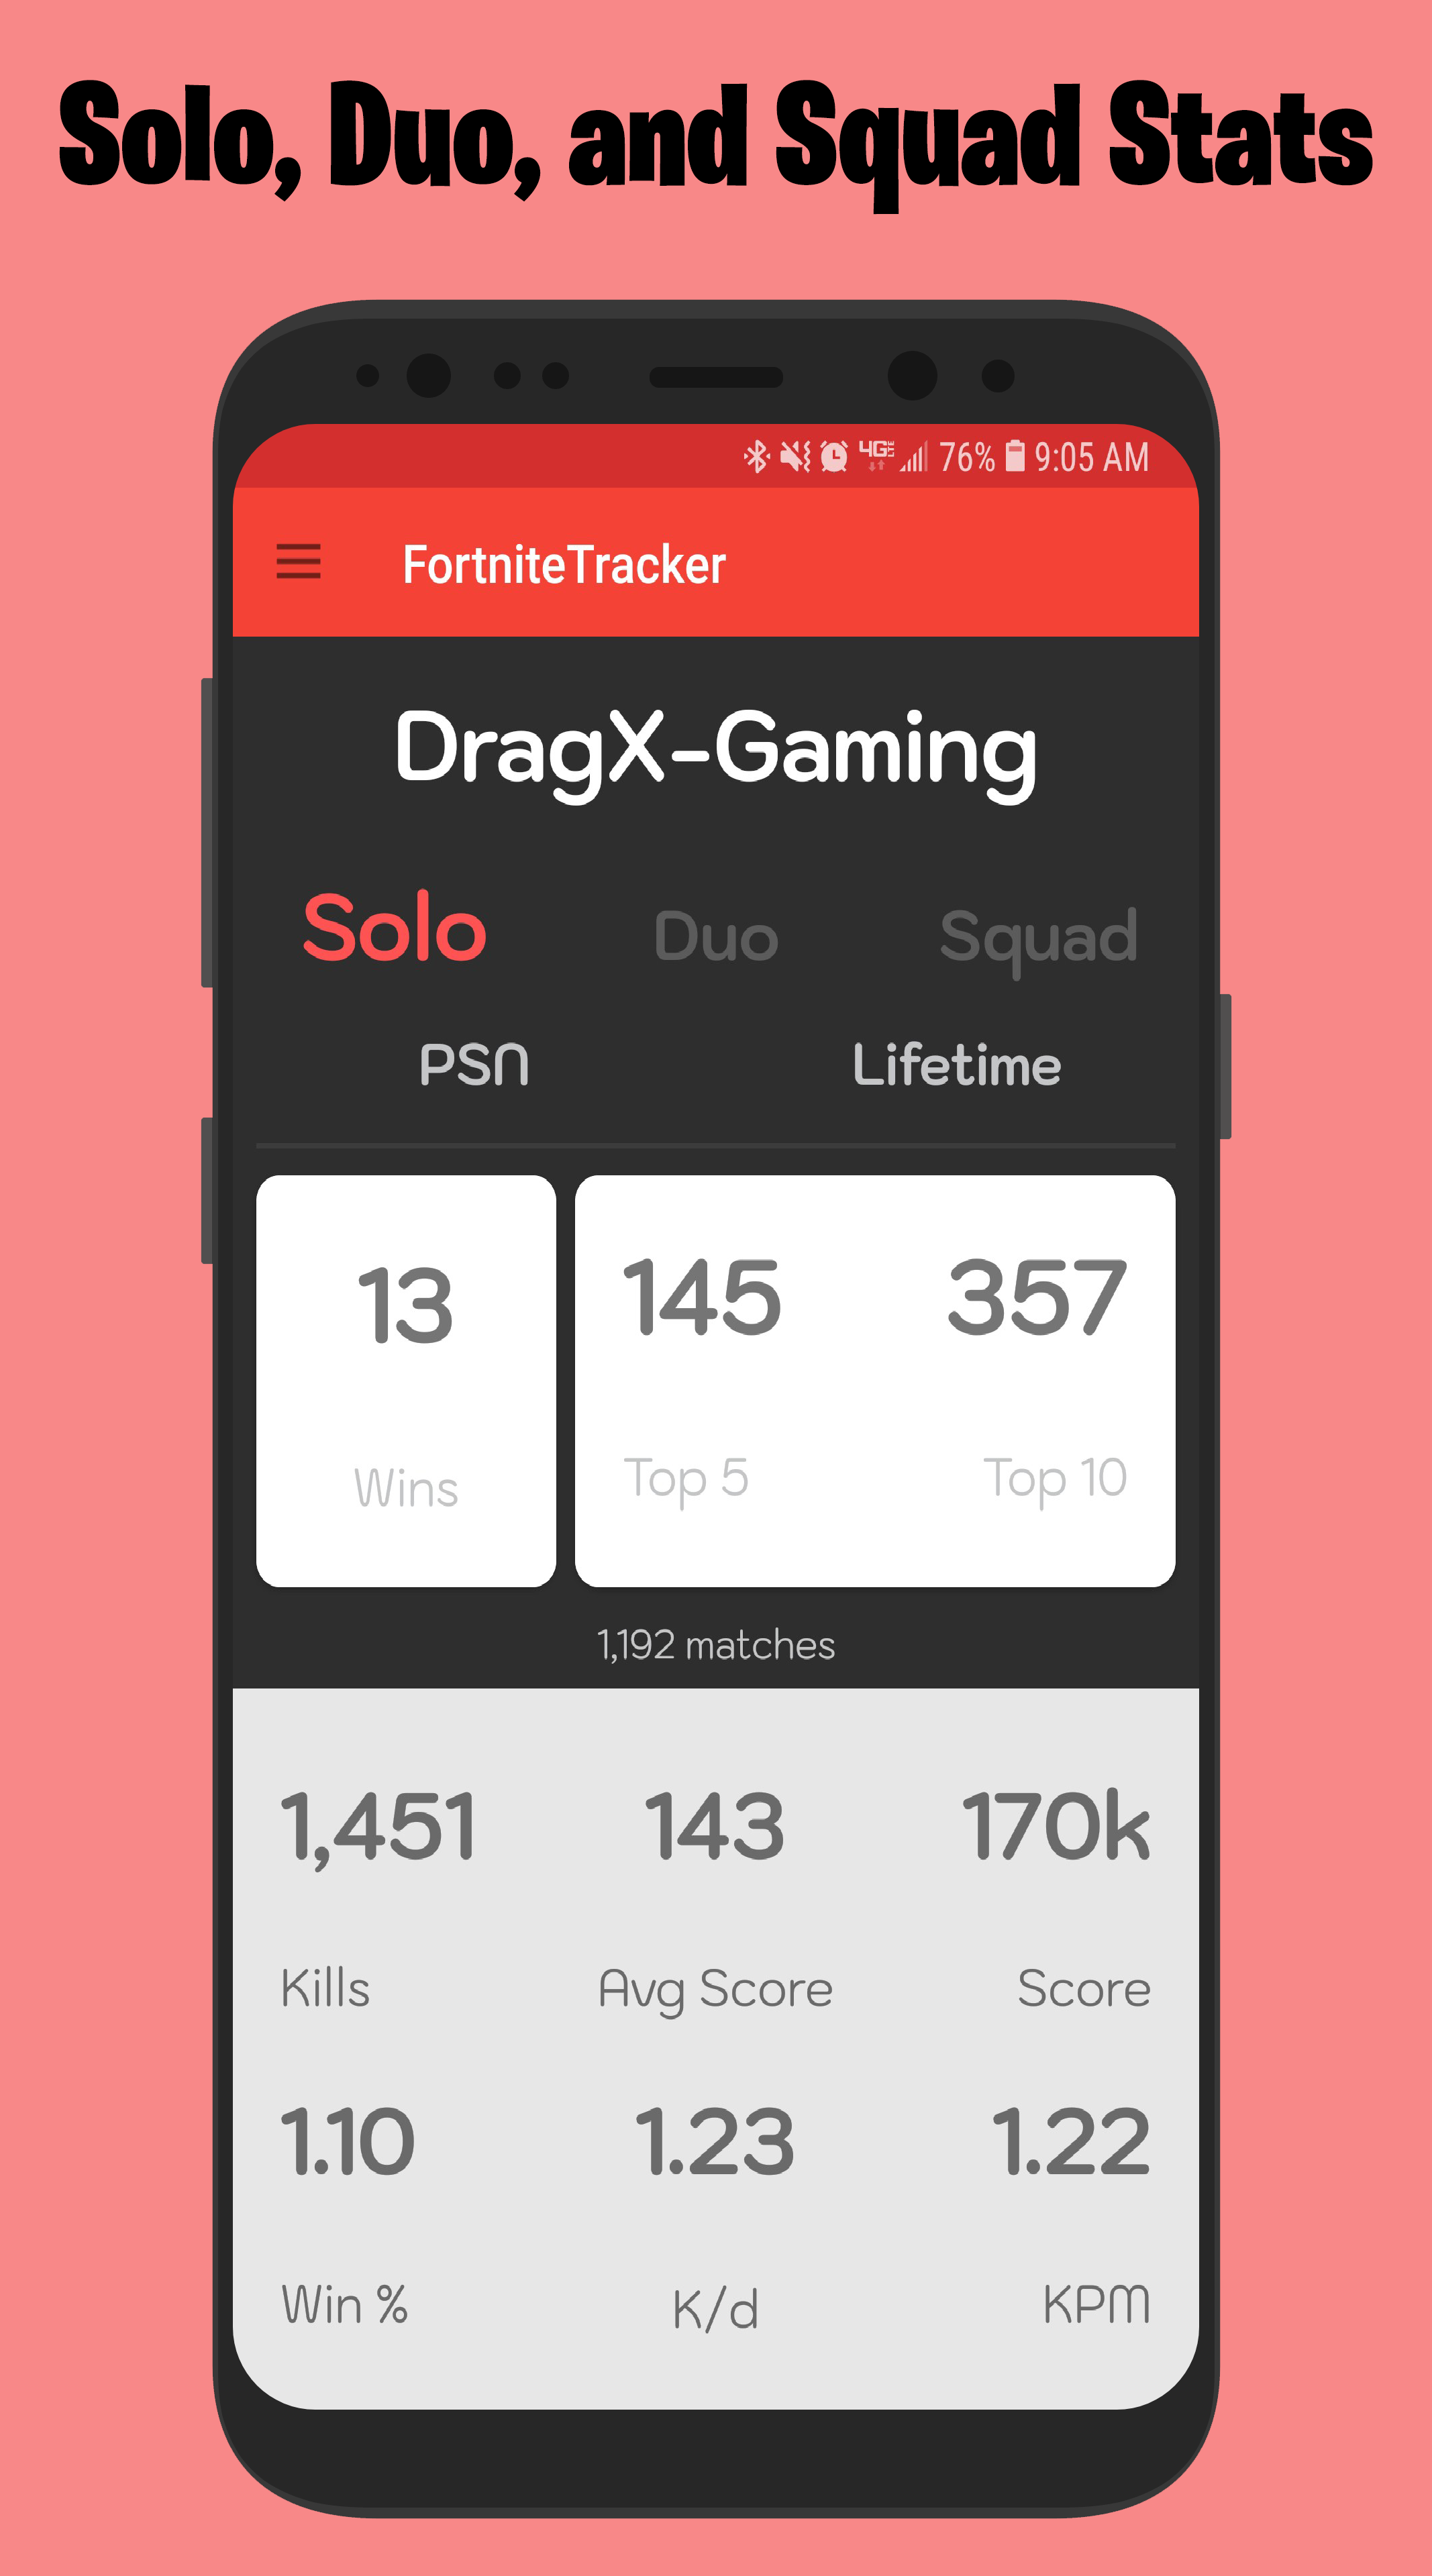 Solo, Duo, and Squad Stats
4G LTE 76% 9:05 AM
FortniteTracker
DragX-Gaming
Solo Duo Squad
PSN Lifetime
13 145 357
Wins Top 5 Top 10
1,192 matches
1,451 143 170k
Kills Avg Score Score
1.10 1.23 1.22
Win % K/d KPM